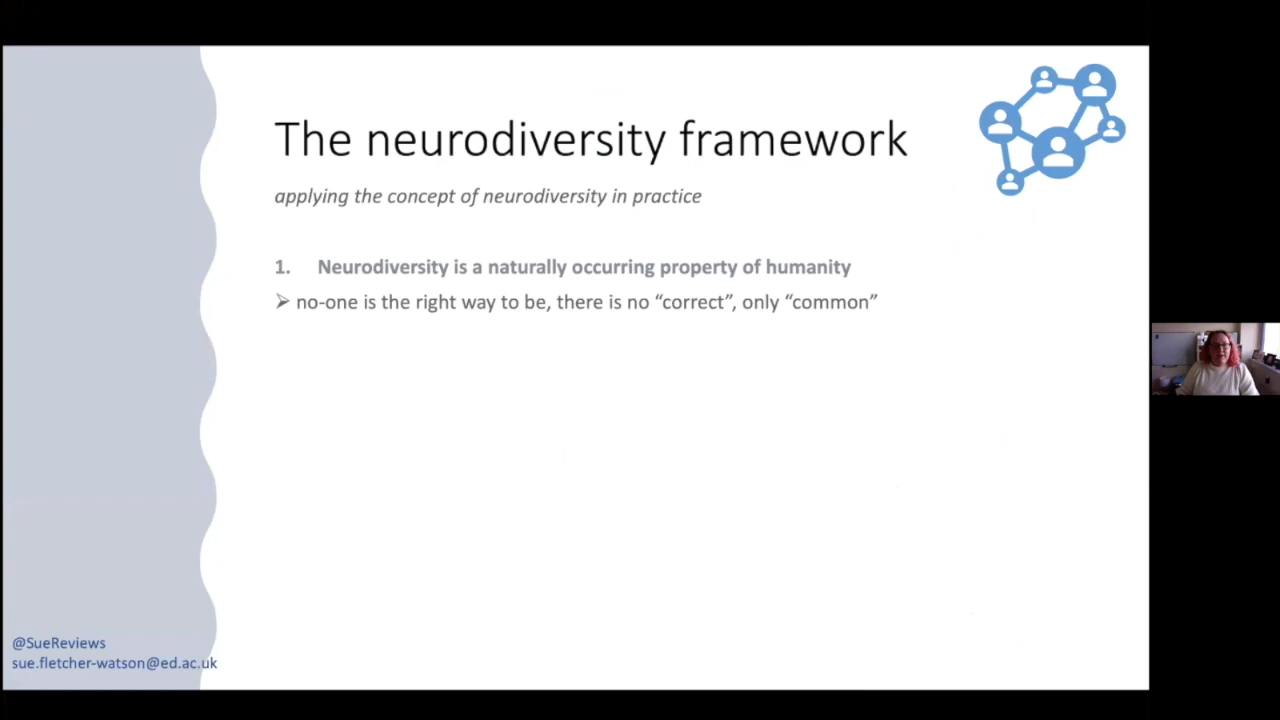 The neurodiversity framework
applying the concept of neurodiversity in practice
1. Neurodiversity is a naturally occurring property of humanity
➢ no-one is the right way to be, there is no “correct”, only “common”
@SueReviews
sue.fletcher-watson@ed.ac.uk